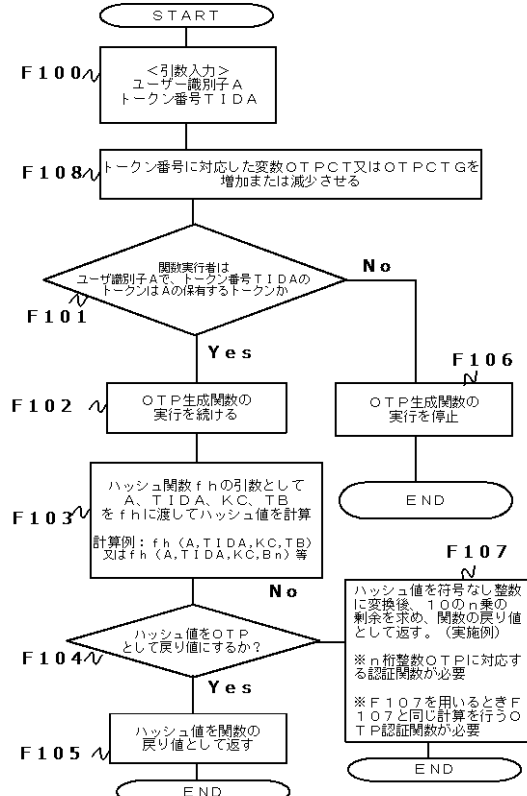 ＳＴＡＲＴ
Ｆ１００
＜引数入力＞
ユーザー識別子Ａ
トークン番号ＴＩＤＡ
Ｆ１０８
トークン番号に対応した変数ＯＴＰＣＴ又はＯＴＰＣＴＧを
増加または減少させる
関数実行者は
ユーザ識別子Ａで、トークン番号ＴＩＤＡの
トークンはＡの保有するトークンか
Ｆ１０１
Ｎｏ
Ｙｅｓ
Ｆ１０６
ＯＴＰ生成関数の
実行を停止
ＥＮＤ
Ｆ１０２
ＯＴＰ生成関数の
実行を続ける
Ｆ１０３
ハッシュ関数ｆｈの引数として
Ａ、ＴＩＤＡ、ＫＣ、ＴＢ
をｆｈに渡してハッシュ値を計算
計算例：ｆｈ（A,TIDA,KC,TB）
又はｆｈ（A,TIDA,KC,Bn）等
Ｎｏ
Ｆ１０７
ハッシュ値を符号なし整数
に変換後、１０のｎ乗の
剰余を求め、関数の戻り値
として返す。（実施例）
※ｎ桁整数ＯＴＰに対応す
る認証関数が必要
※Ｆ１０７を用いるときＦ
１０７と同じ計算を行うＯ
ＴＰ認証関数が必要
ＥＮＤ
ハッシュ値をＯＴＰ
として戻り値にするか？
Ｆ１０４
Ｙｅｓ
Ｆ１０５
ハッシュ値を関数の
戻り値として返す
ＥＮＤ